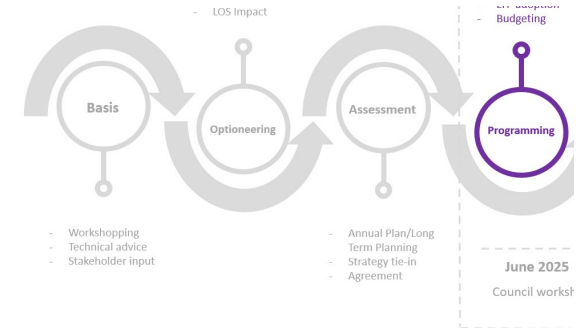 - LOS Impact
- Budgeting
Basis
Optioneering
Assessment
Programming
- Workshopping
- Technical advice
- Stakeholder input
- Annual Plan/Long
Term Planning
- Strategy tie-in
- Agreement
June 2025
Council